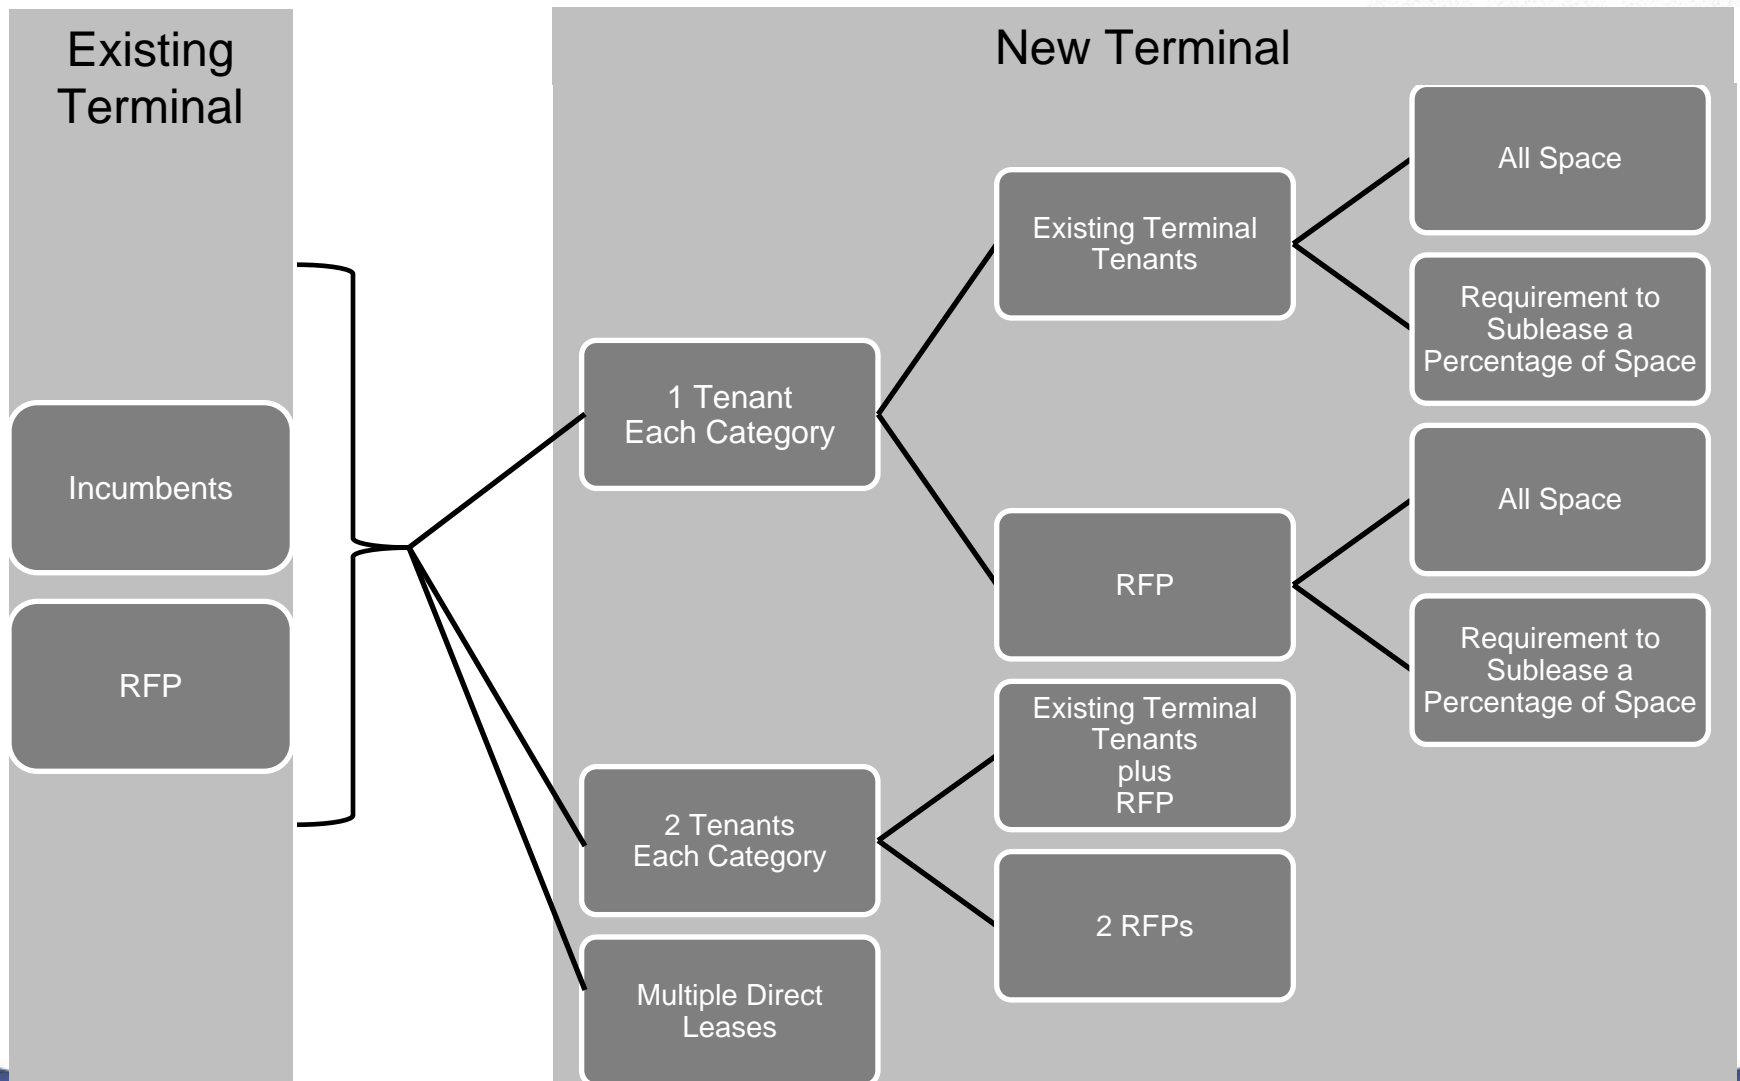 Existing
Terminal
Incumbents
RFP
New Terminal
1 Tenant
Each Category
Existing Terminal
Tenants
All Space
Requirement to
Sublease a
Percentage of Space
RFP
All Space
Requirement to
Sublease a
Percentage of Space
2 Tenants
Each Category
Existing Terminal
Tenants
plus
RFP
2 RFPs
Multiple Direct
Leases